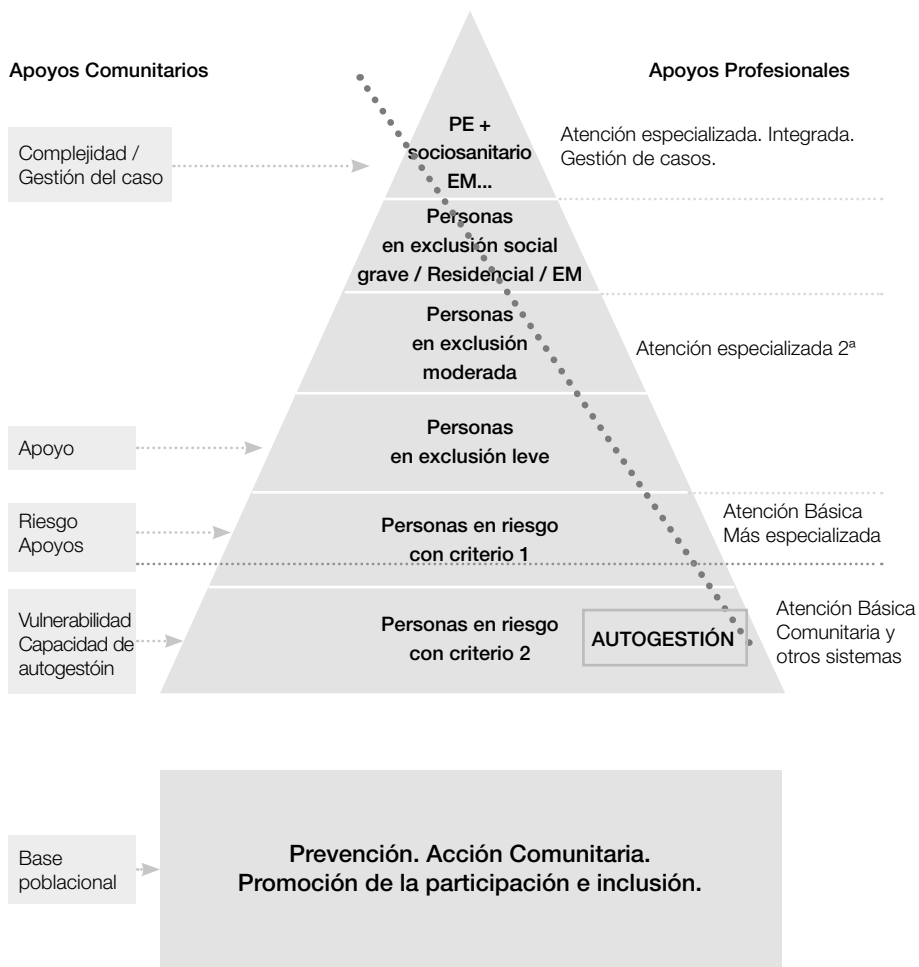 Apoyos Comunitarios
Apoyos Profesionales
Complejidad /
Gestión del caso
PE +
sociosanitario
EM...
Atención especializada. Integrada.
Gestión de casos.
Personas
en exclusión social
grave / Residencial / EM
Personas
en exclusión
moderada
Atención especializada 2ª
Apoyo
Personas
en exclusión leve
Riesgo
Apoyos
Personas en riesgo
con criterio 1
Atención Básica
Más especializada
Vulnerabilidad
Capacidad de
autogestóin
Personas en riesgo
con criterio 2
AUTOGESTIÓN
Atención Básica
Comunitaria y
otros sistemas
Base
poblacional
Prevención. Acción Comunitaria.
Promoción de la participación e inclusión.